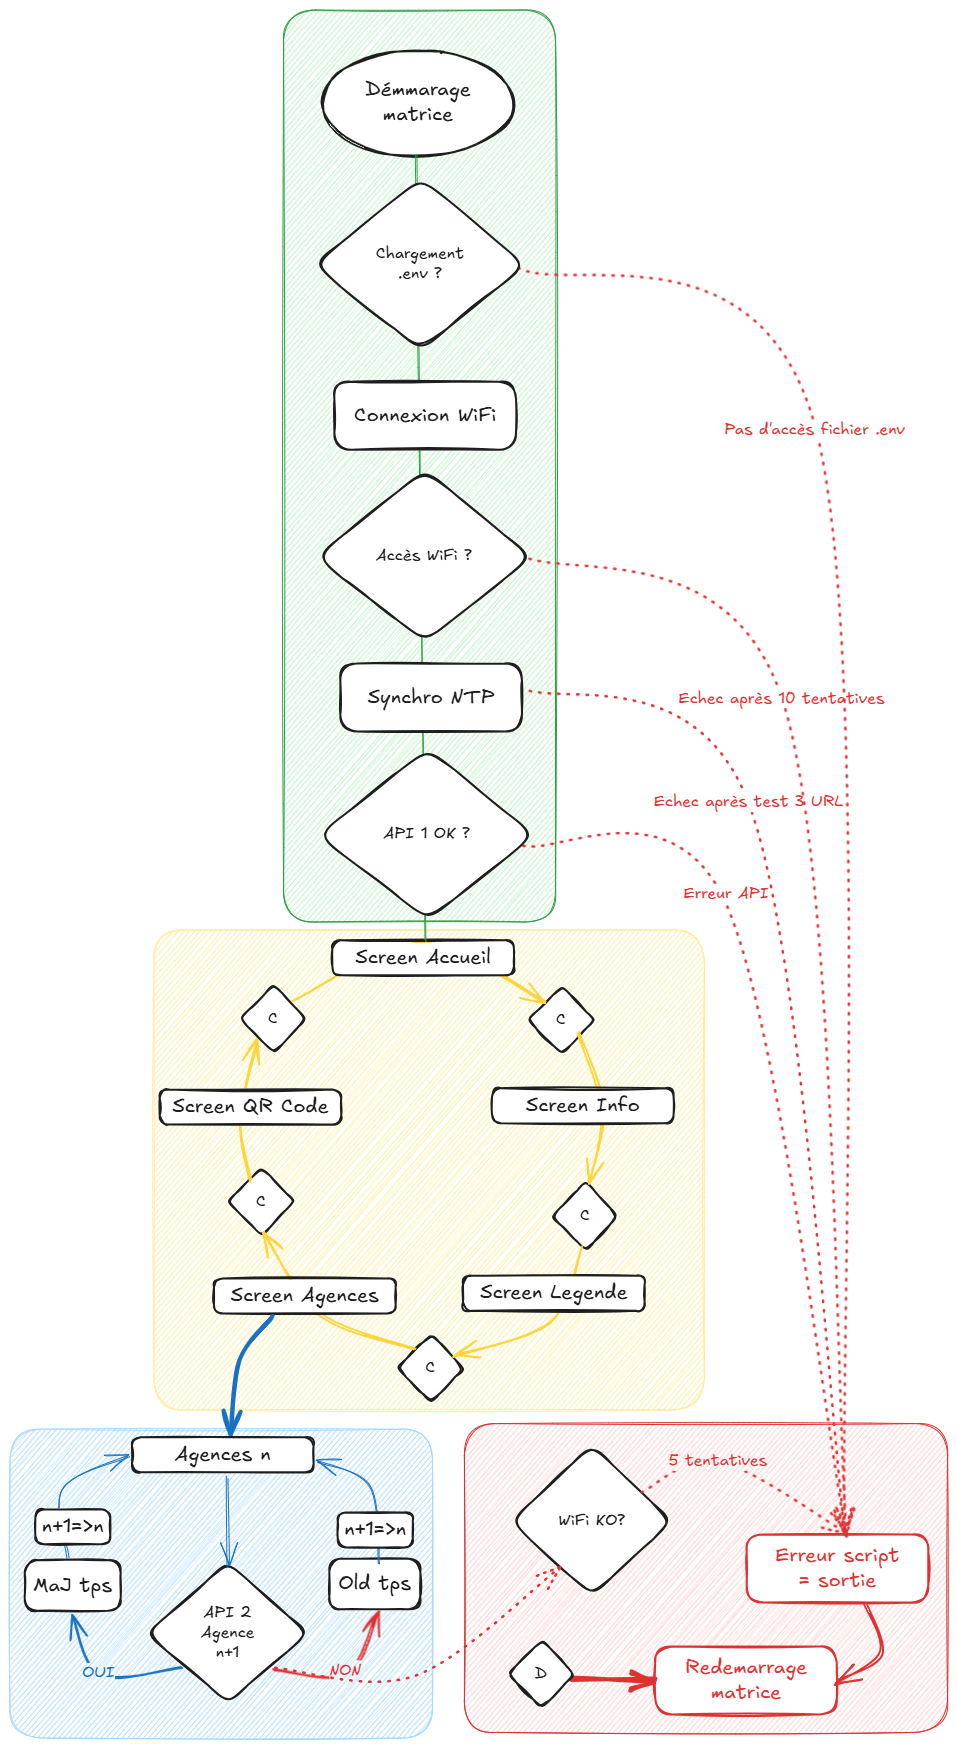 Démmarage
matrice
Chargement
.env ?
Connexion WiFi
Pas d'accès fichier .env
Accès WiFi ?
Synchro NTP
Echec après 10 tentatives
Echec après test 3 URL
API 1 OK ?
Erreur API
Screen Accueil
C
C
Screen QR Code
Screen Info
C
C
Screen Agences
Screen Legende
C
Agences n
n+1=>n
n+1=>n
MaJ tps
Old tps
API 2
Agence
n+1
OUI
NON
5 tentatives
WiFi KO?
Erreur script
= sortie
D
Redemarrage
matrice